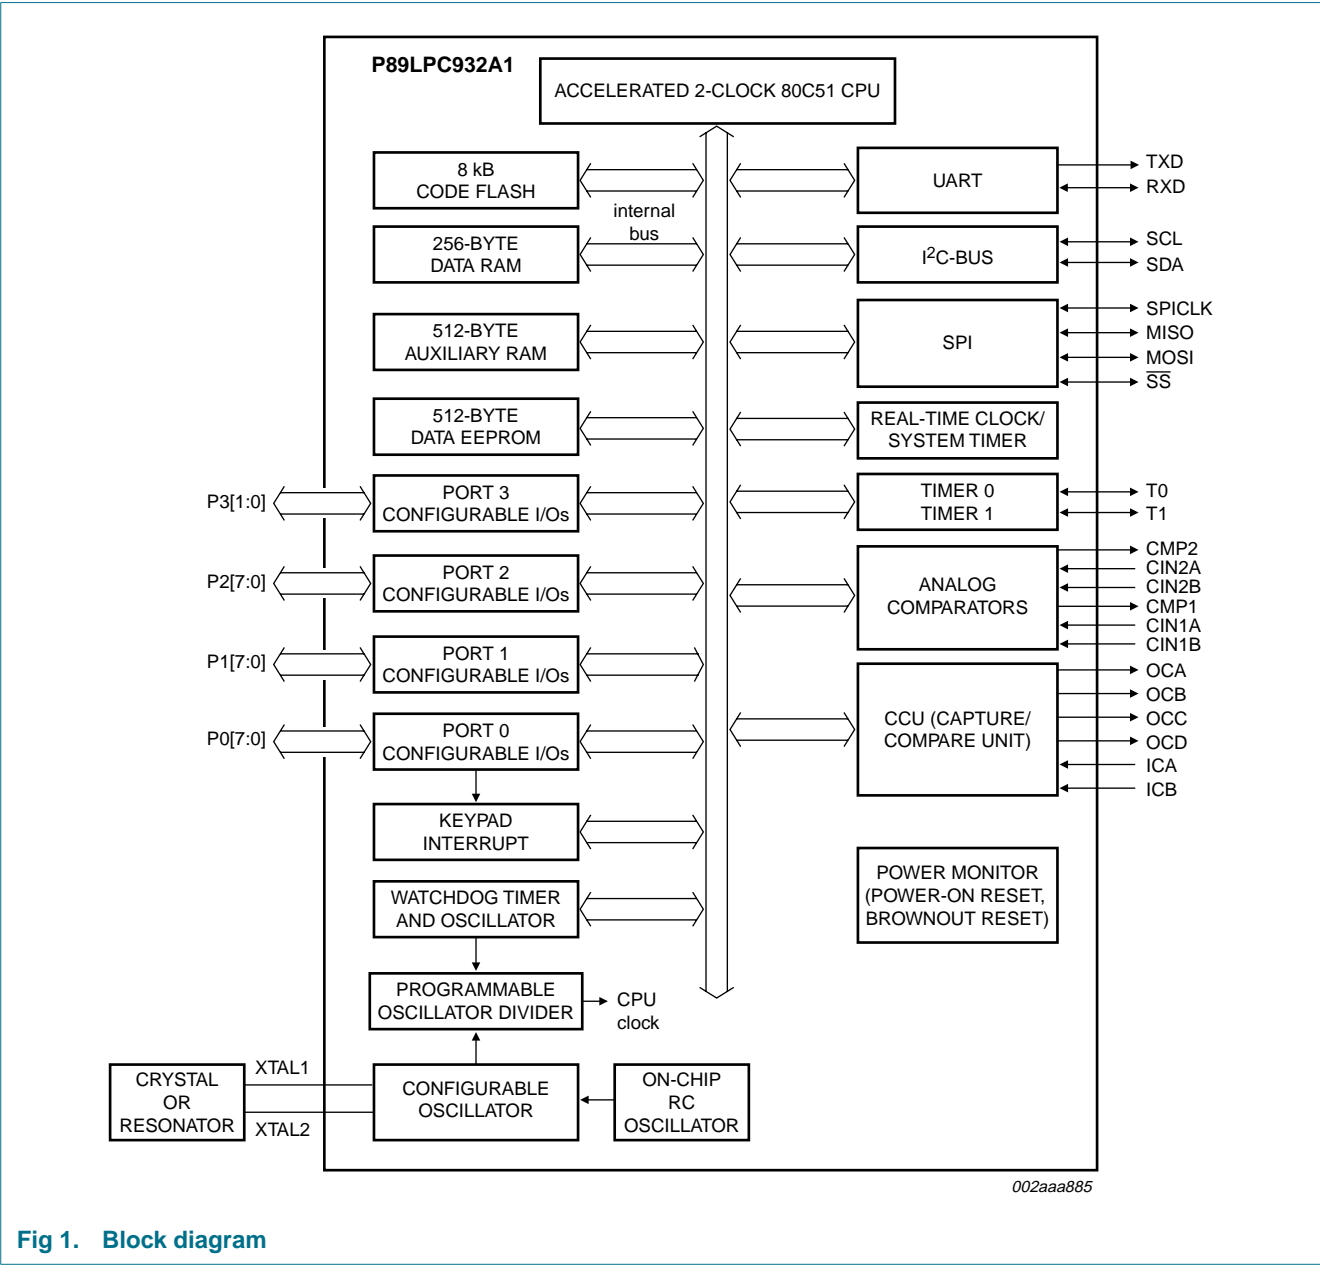 P89LPC932A1
ACCELERATED 2-CLOCK 80C51 CPU
8 kB
CODE FLASH
internal
bus
256-BYTE
DATA RAM
512-BYTE
AUXILIARY RAM
512-BYTE
DATA EEPROM
P3[1:0]
PORT 3
CONFIGURABLE I/Os
P2[7:0]
PORT 2
CONFIGURABLE I/Os
P1[7:0]
PORT 1
CONFIGURABLE I/Os
P0[7:0]
PORT 0
CONFIGURABLE I/Os
KEYPAD
INTERRUPT
WATCHDOG TIMER
AND OSCILLATOR
PROGRAMMABLE
OSCILLATOR DIVIDER
CPU
clock
CRYSTAL
OR
RESONATOR
XTAL1
XTAL2
CONFIGURABLE
OSCILLATOR
ON-CHIP
RC
OSCILLATOR
UART
TXD
RXD
I2C-BUS
SCL
SDA
SPI
SPICLK
MISO
MOSI
SS
REAL-TIME CLOCK/
SYSTEM TIMER
TIMER 0
TIMER 1
T0
T1
ANALOG
COMPARATORS
CMP2
CIN2A
CIN2B
CMP1
CIN1A
CIN1B
CCU (CAPTURE/
COMPARE UNIT)
OCA
OCB
OCC
OCD
ICA
ICB
POWER MONITOR
(POWER-ON RESET,
BROWNOUT RESET)
002aaa885
Fig 1. Block diagram